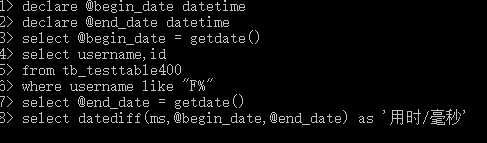 1> declare @begin_date datetime
2> declare @end_date datetime
3> select @begin_date = getdate()
4> select username,id
5> from tb_testtable400
6> where username like "F%"
7> select @end_date = getdate()
8> select datediff(ms,@begin_date,@end_date) as '用时/毫秒'